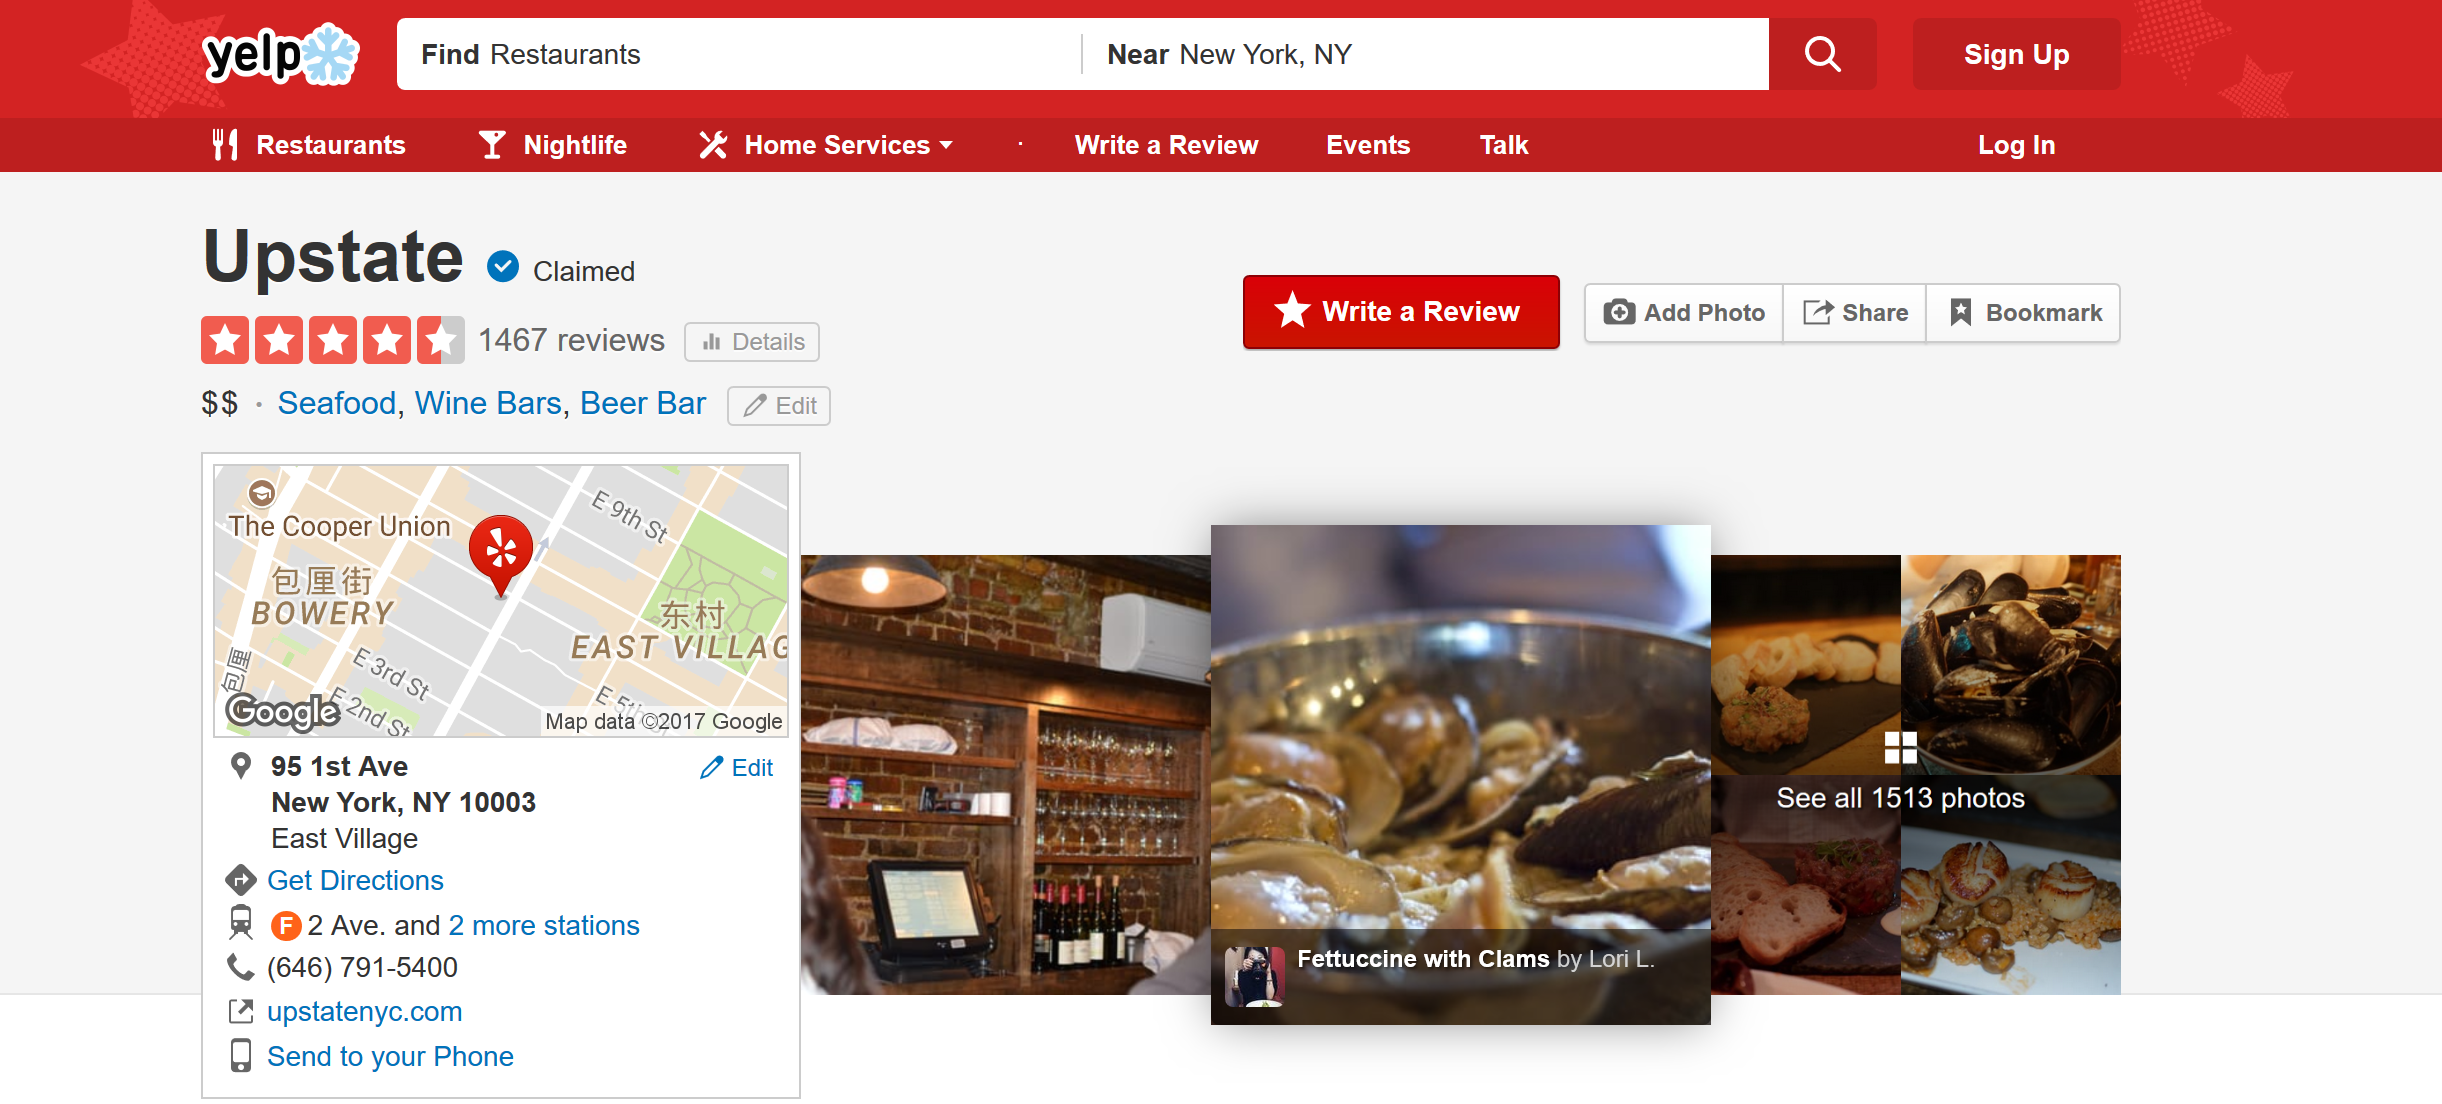 yelp
Find Restaurants
Near New York, NY
Sign Up
Restaurants
Nightlife
Home Services
Write a Review
Events
Talk
Log In
Upstate
Claimed
1467 reviews
Details
$$ · Seafood, Wine Bars, Beer Bar
Edit
Write a Review
Add Photo
Share
Bookmark
The Cooper Union
E 9th St
包厘街
BOWERY
东村
EAST VILLAG
包厘
E 3rd St
E 2nd St
E 5th St
Google
Map data ©2017 Google
95 1st Ave
New York, NY 10003
East Village
Edit
Get Directions
F 2 Ave. and 2 more stations
(646) 791-5400
upstatenyc.com
Send to your Phone
Fettuccine with Clams by Lori L.
See all 1513 photos